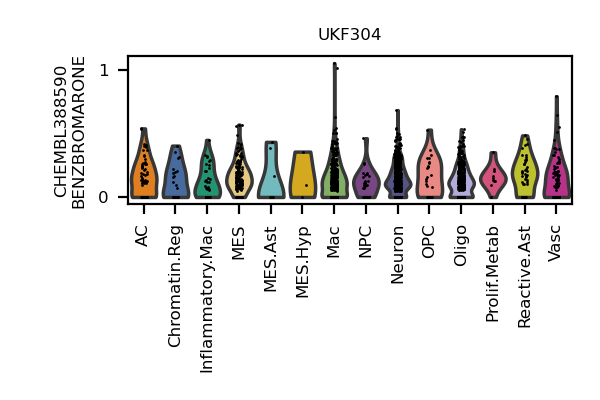 UKF304
CHEMBL388590
BENZBROMARONE
1
0
AC
Chromatin.Reg
Inflammatory.Mac
MES
MES.Ast
MES.Hyp
Mac
NPC
Neuron
OPC
Oligo
Prolif.Metab
Reactive.Ast
Vasc